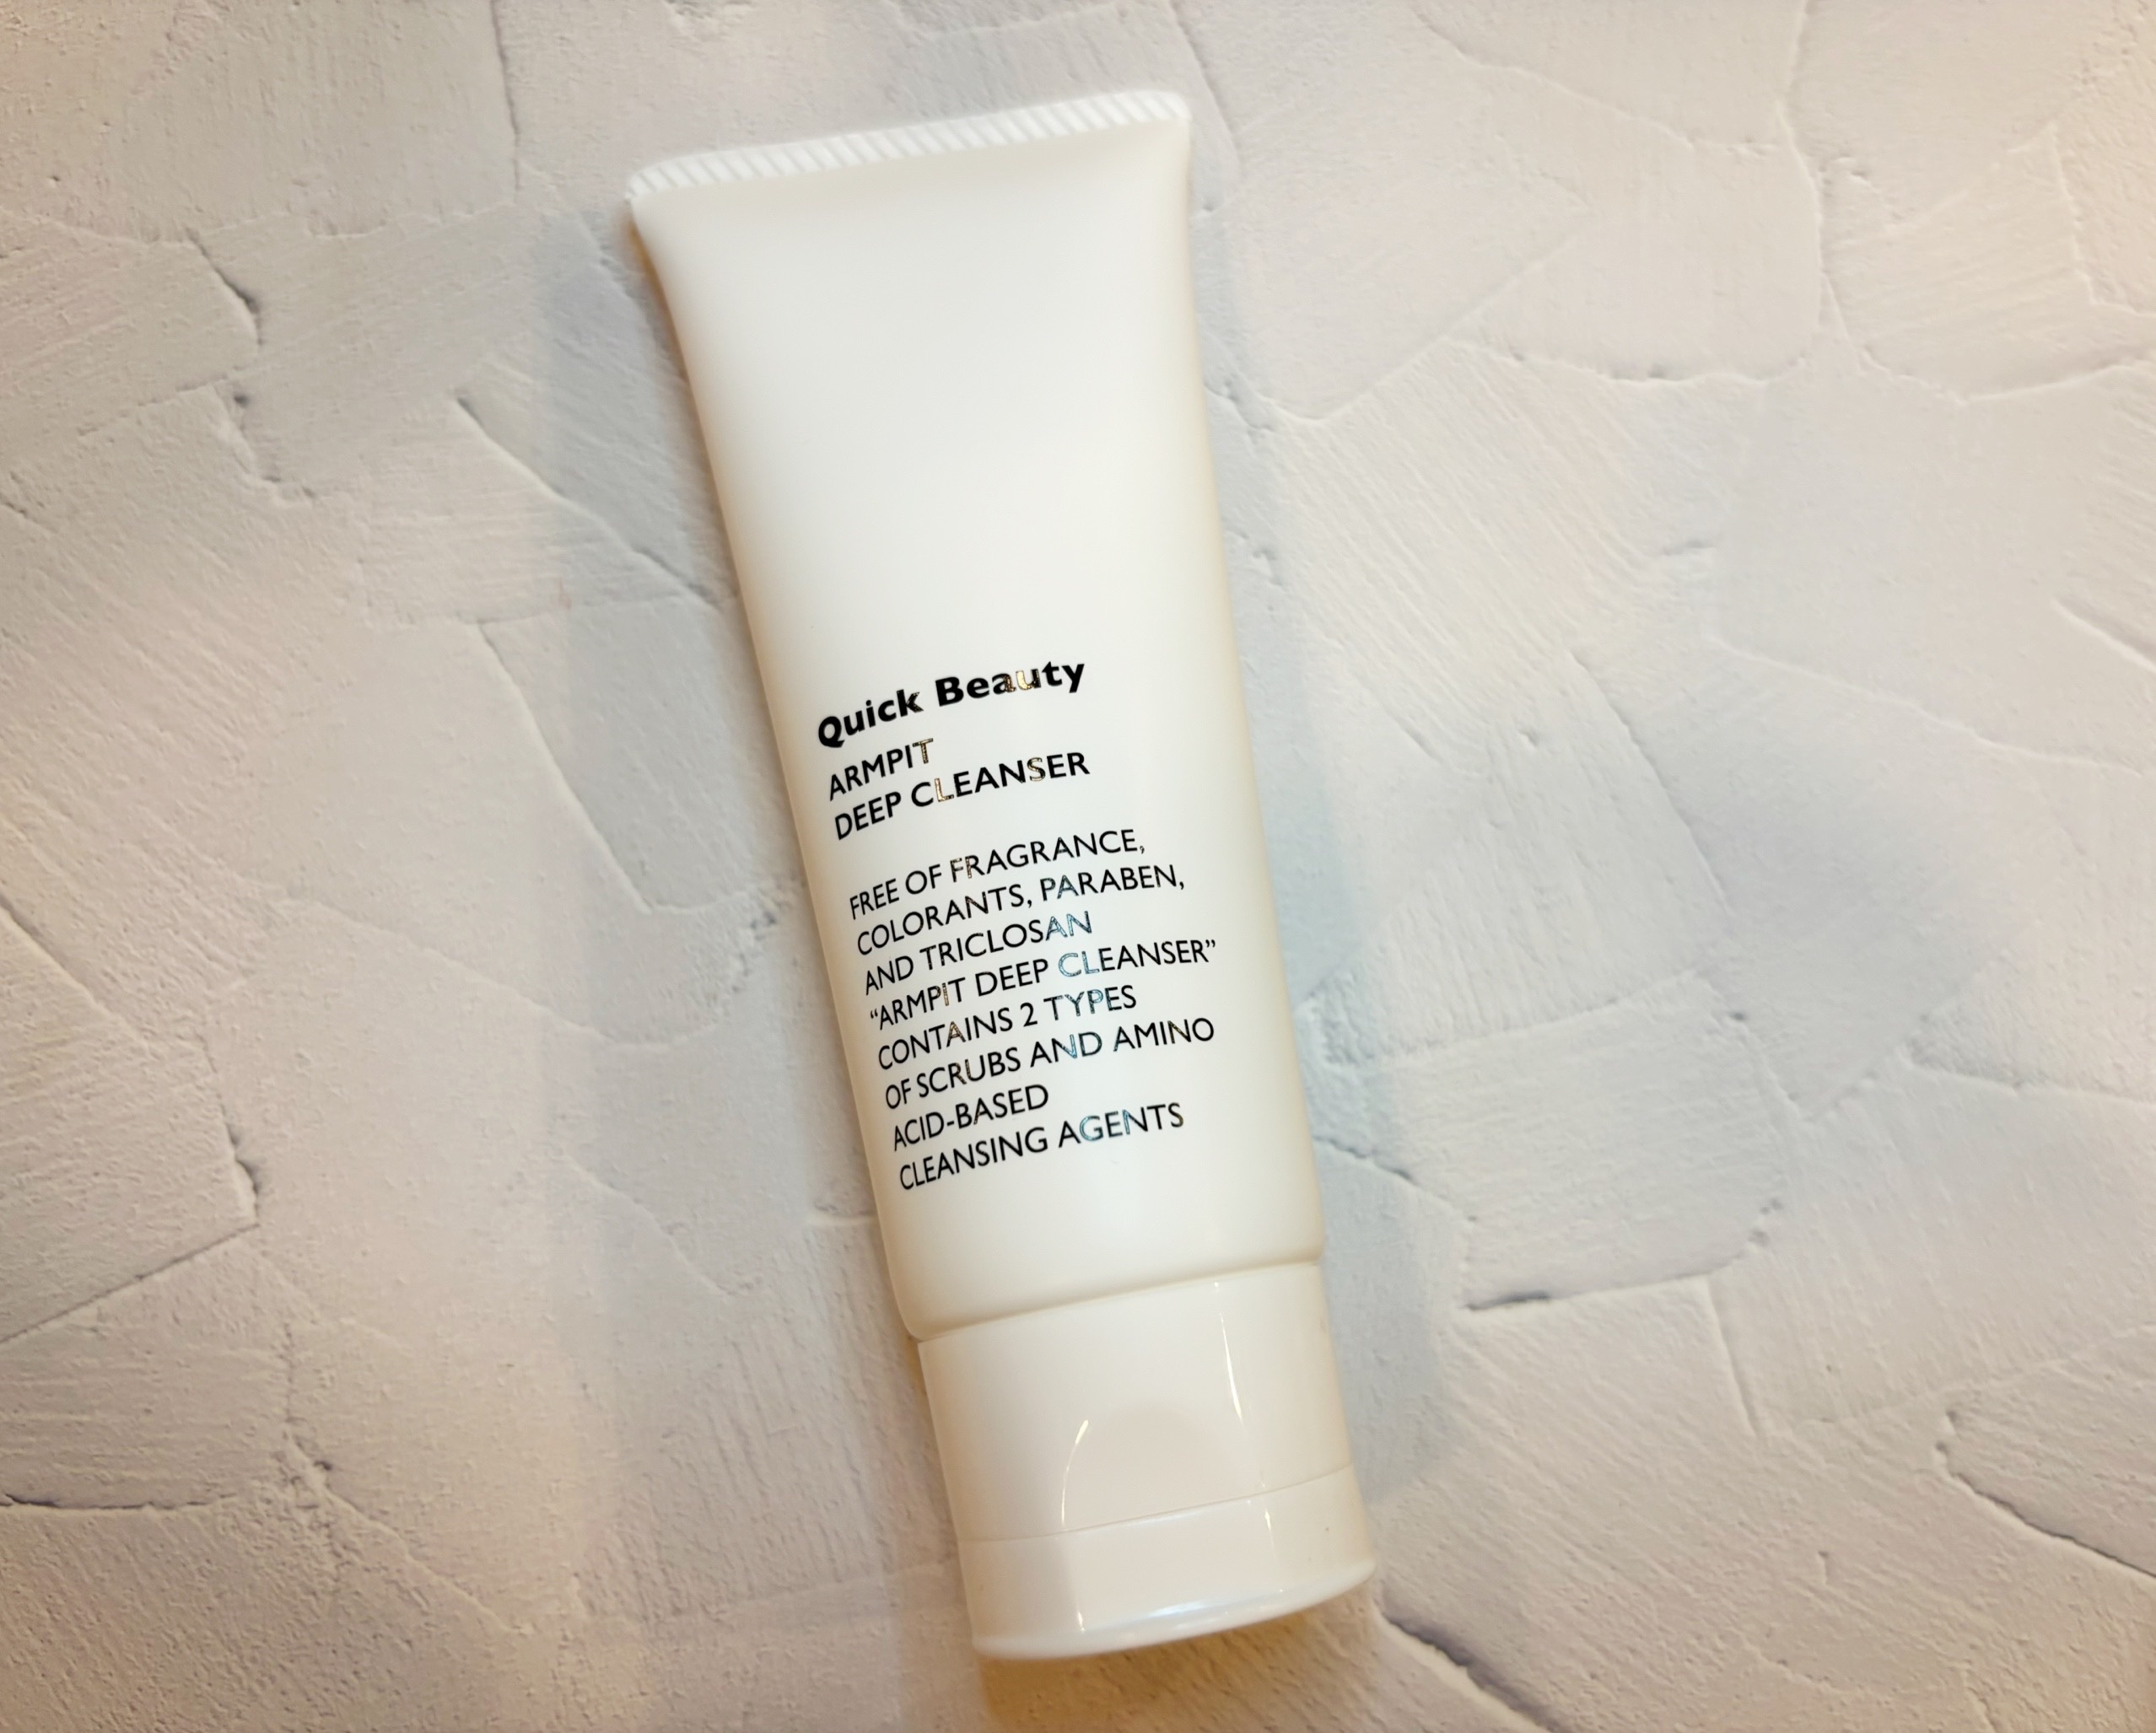 Quick Beauty
ARMPIT
DEEP CLEANSER
FREE OF FRAGRANCE,
COLORANTS, PARABEN,
AND TRICLOSAN
“ARMPIT DEEP CLEANSER”
CONTAINS 2 TYPES
OF SCRUBS AND AMINO
ACID-BASED
CLEANSING AGENTS